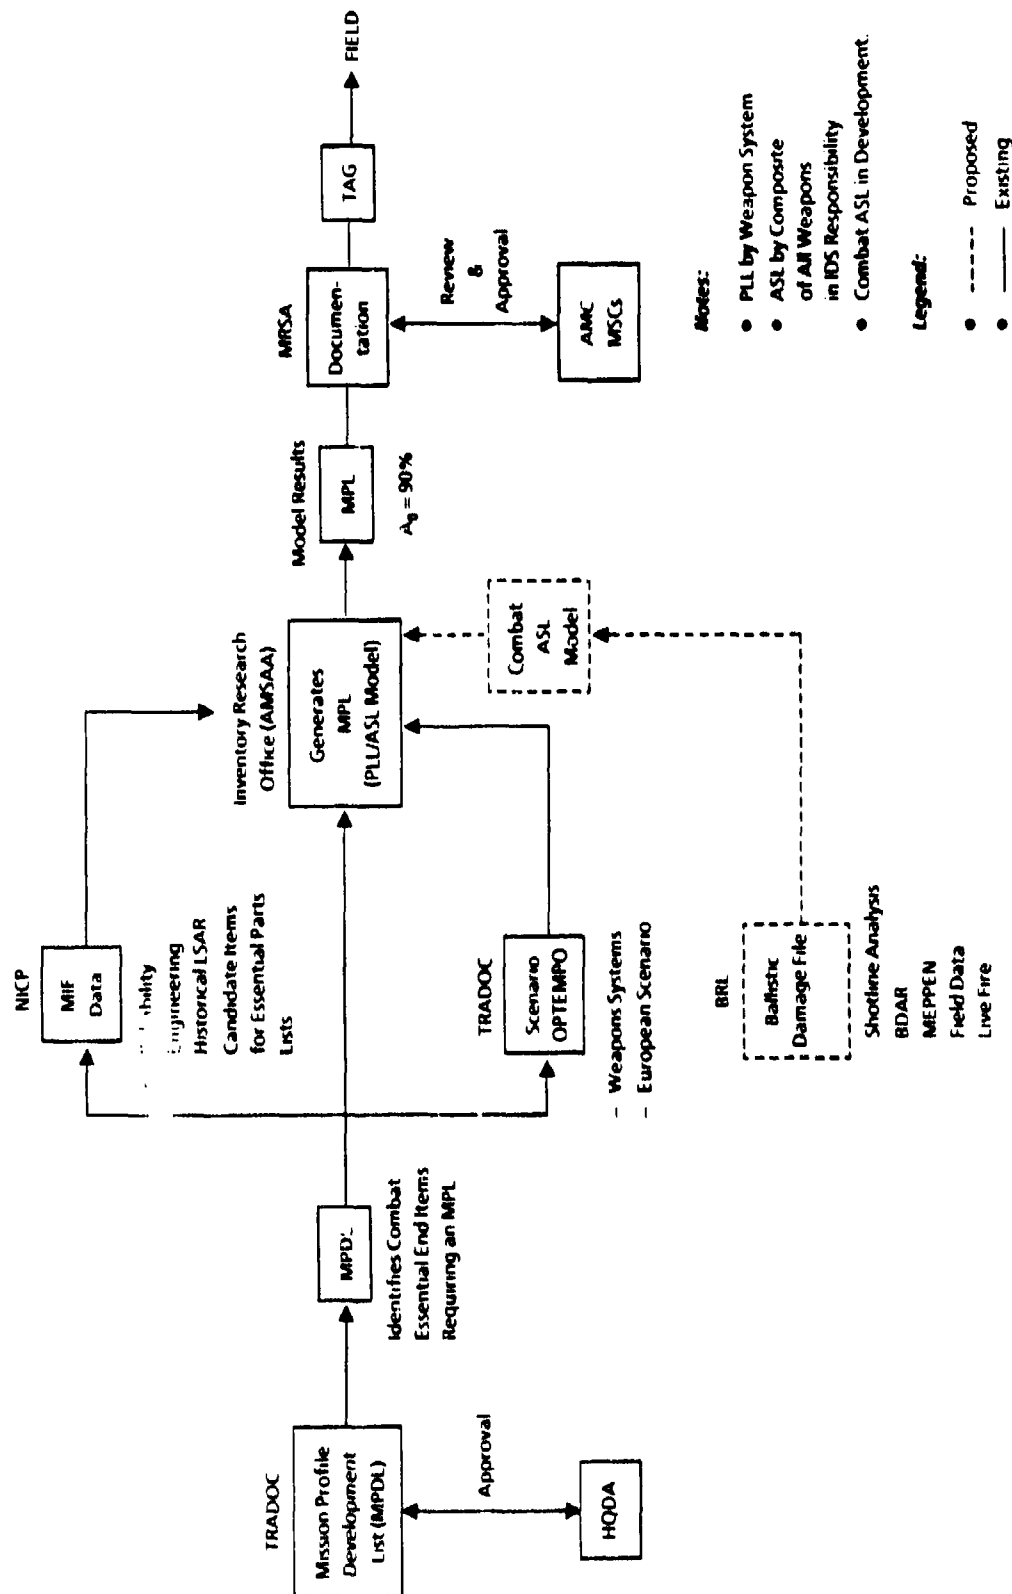 TRADOC
Mission Profile
Development
List (MPDL)
Approval
HQDA
MPDL
Identifies Combat
Essential End Items
Requiring an MPL
NICP
MIF
Data
Engineering
Historical LSAR
Candidate Items
for Essential Parts
Lists
TRADOC
Scenario
OPTEMPO
– Weapons Systems
– European Scenario
BRL
Ballistic
Damage File
Shotline Analysis
BDAR
MEPPEN
Field Data
Live Fire
Inventory Research
Office (AMSAA)
Generates
MPL
(PLL/ASL Model)
Combat
ASL
Model
Model Results
MPL
A₀ = 90%
MRSA
Documen-
tation
Review
&
Approval
AMC
MSCs
TAG
FIELD
Notes:
● PLL by Weapon System
● ASL by Composite
of All Weapons
in IDS Responsibility
● Combat ASL in Development.
Legend:
● ---- Proposed
● —— Existing